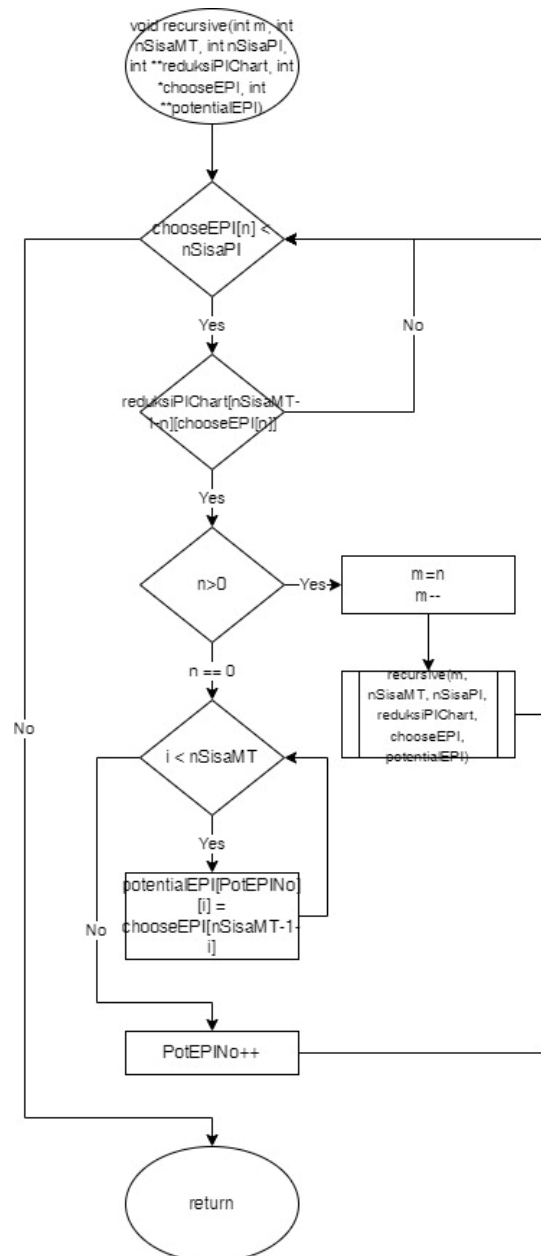 void recursive(int m, int
nSisaMT, int nSisaPI,
int **reduksiPIChart, int
*chooseEPI, int
**potentialEPI)
chooseEPI[n] <
nSisaPI
Yes
No
reduksiPIChart[nSisaMT-
1-n][chooseEPI[n]]
Yes
n>0
Yes
m=n
m--
n == 0
recursive(m,
nSisaMT, nSisaPI,
reduksiPIChart,
chooseEPI,
potentialEPI)
No
i < nSisaMT
Yes
potentialEPI[PotEPINo]
[i] =
chooseEPI[nSisaMT-1-
i]
No
PotEPINo++
return